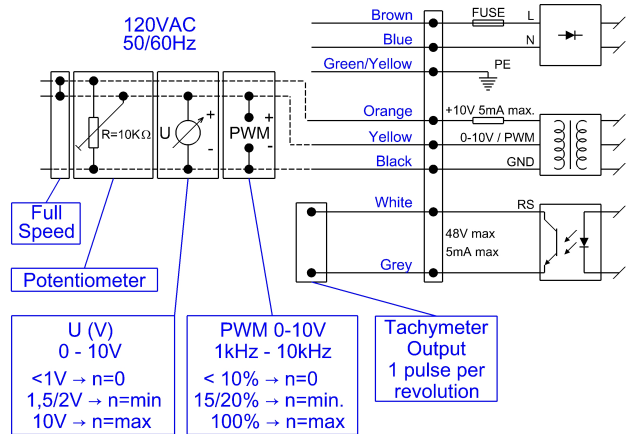 120VAC
50/60Hz
Brown
FUSE
L
Blue
N
Green/Yellow
PE
Orange
+10V 5mA max.
Yellow
0-10V / PWM
Black
GND
R=10KΩ
U
+
-
PWM
+
-
White
RS
48V max
5mA max
Grey
Full
Speed
Potentiometer
U (V)
0 - 10V
<1V → n=0
1,5/2V → n=min
10V → n=max
PWM 0-10V
1kHz - 10kHz
< 10% → n=0
15/20% → n=min.
100% → n=max
Tachymeter
Output
1 pulse per
revolution